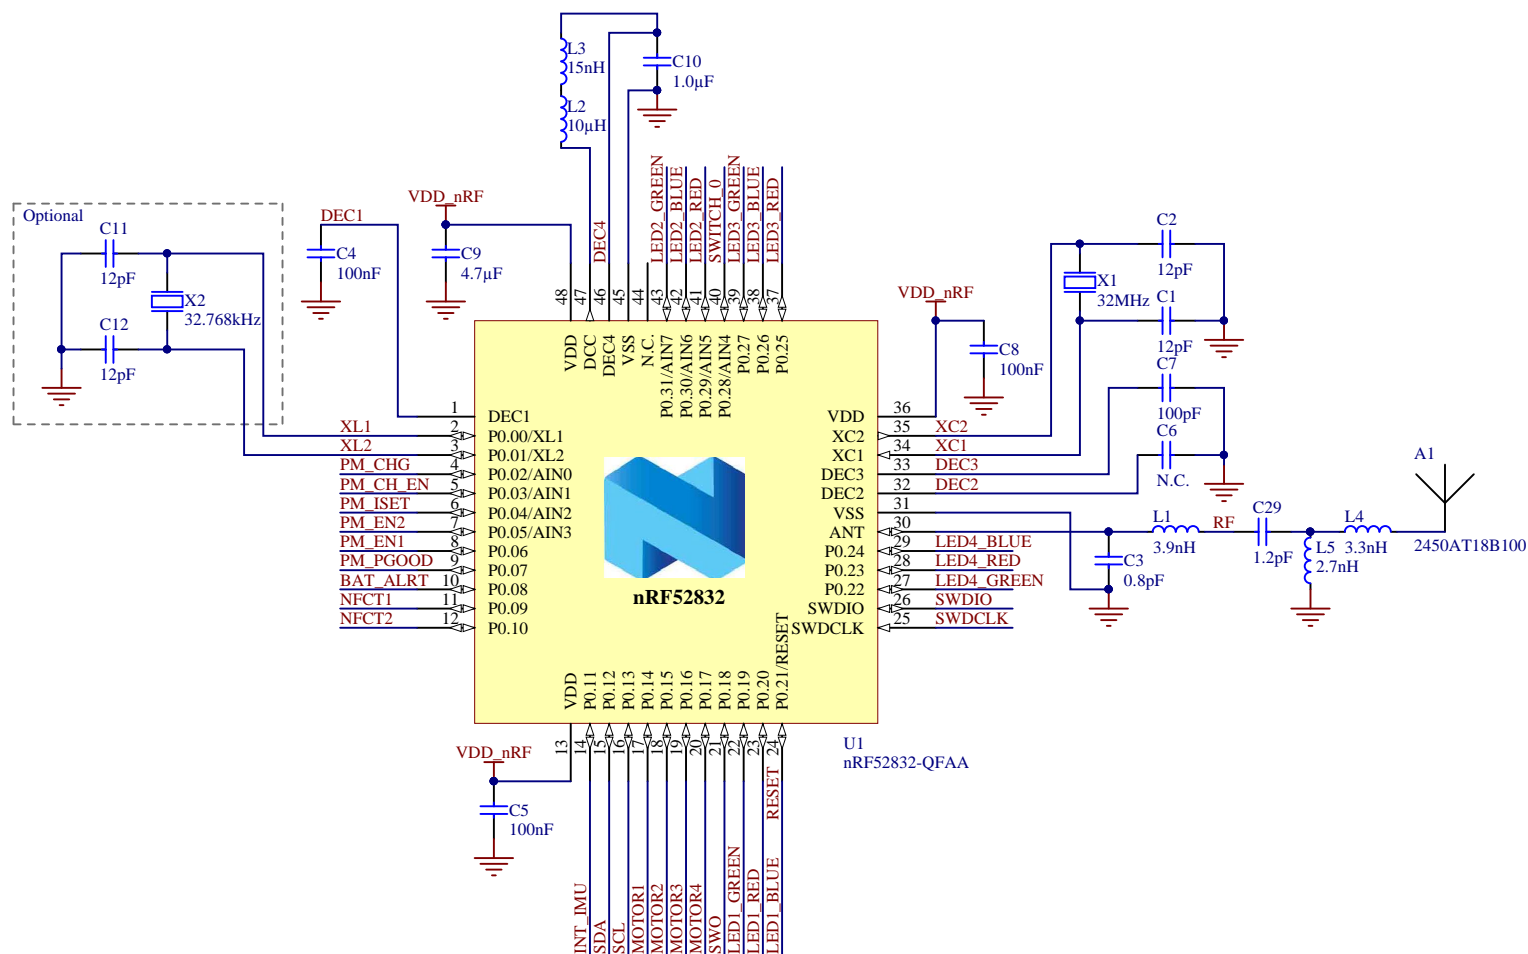 L3
15nH
L2
10µH
C10
1.0µF
Optional
C11
12pF
X2
32.768kHz
C12
12pF
DEC1
C4
100nF
VDD_nRF
C9
4.7µF
DEC4
LED2_GREEN
LED2_BLUE
LED2_RED
SWITCH_0
LED3_GREEN
LED3_BLUE
LED3_RED
48
47
46
45
44
43
42
41
40
39
38
37
VDD
DCC
DEC4
VSS
N.C.
P0.31/AIN7
P0.30/AIN6
P0.29/AIN5
P0.28/AIN4
P0.27
P0.26
P0.25
VDD_nRF
C8
100nF
C2
12pF
X1
32MHz
C1
12pF
C7
100pF
C6
N.C.
1 DEC1
XL1 2 P0.00/XL1
XL2 3 P0.01/XL2
PM_CHG 4 P0.02/AIN0
PM_CH_EN 5 P0.03/AIN1
PM_ISET 6 P0.04/AIN2
PM_EN2 7 P0.05/AIN3
PM_EN1 8 P0.06
PM_PGOOD 9 P0.07
BAT_ALRT 10 P0.08
NFCT1 11 P0.09
NFCT2 12 P0.10
nRF52832
VDD 36
XC2 35 XC2
XC1 34 XC1
DEC3 33 DEC3
DEC2 32 DEC2
VSS 31
ANT 30
P0.24 29 LED4_BLUE
P0.23 28 LED4_RED
P0.22 27 LED4_GREEN
SWDIO 26 SWDIO
SWDCLK 25 SWDCLK
C3
0.8pF
L1
3.9nH
RF
C29
1.2pF
L5
2.7nH
L4
3.3nH
A1
2450AT18B100
VDD
P0.11
P0.12
P0.13
P0.14
P0.15
P0.16
P0.17
P0.18
P0.19
P0.20
P0.21/RESET
13
14
15
16
17
18
19
20
21
22
23
24
U1
nRF52832-QFAA
VDD_nRF
C5
100nF
INT_IMU
SDA
SCL
MOTOR1
MOTOR2
MOTOR3
MOTOR4
SWO
LED1_GREEN
LED1_RED
LED1_BLUE
RESET